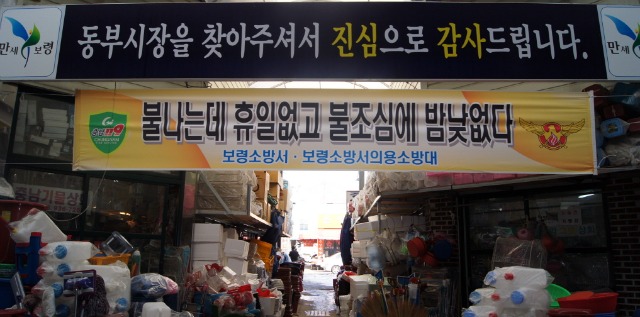 만세 보령
동부시장을 찾아주셔서 진심으로 감사드립니다.
만세 보령
119
불나는데 휴일없고 불조심에 밤낮없다
보령소방서 · 보령소방서의용소방대